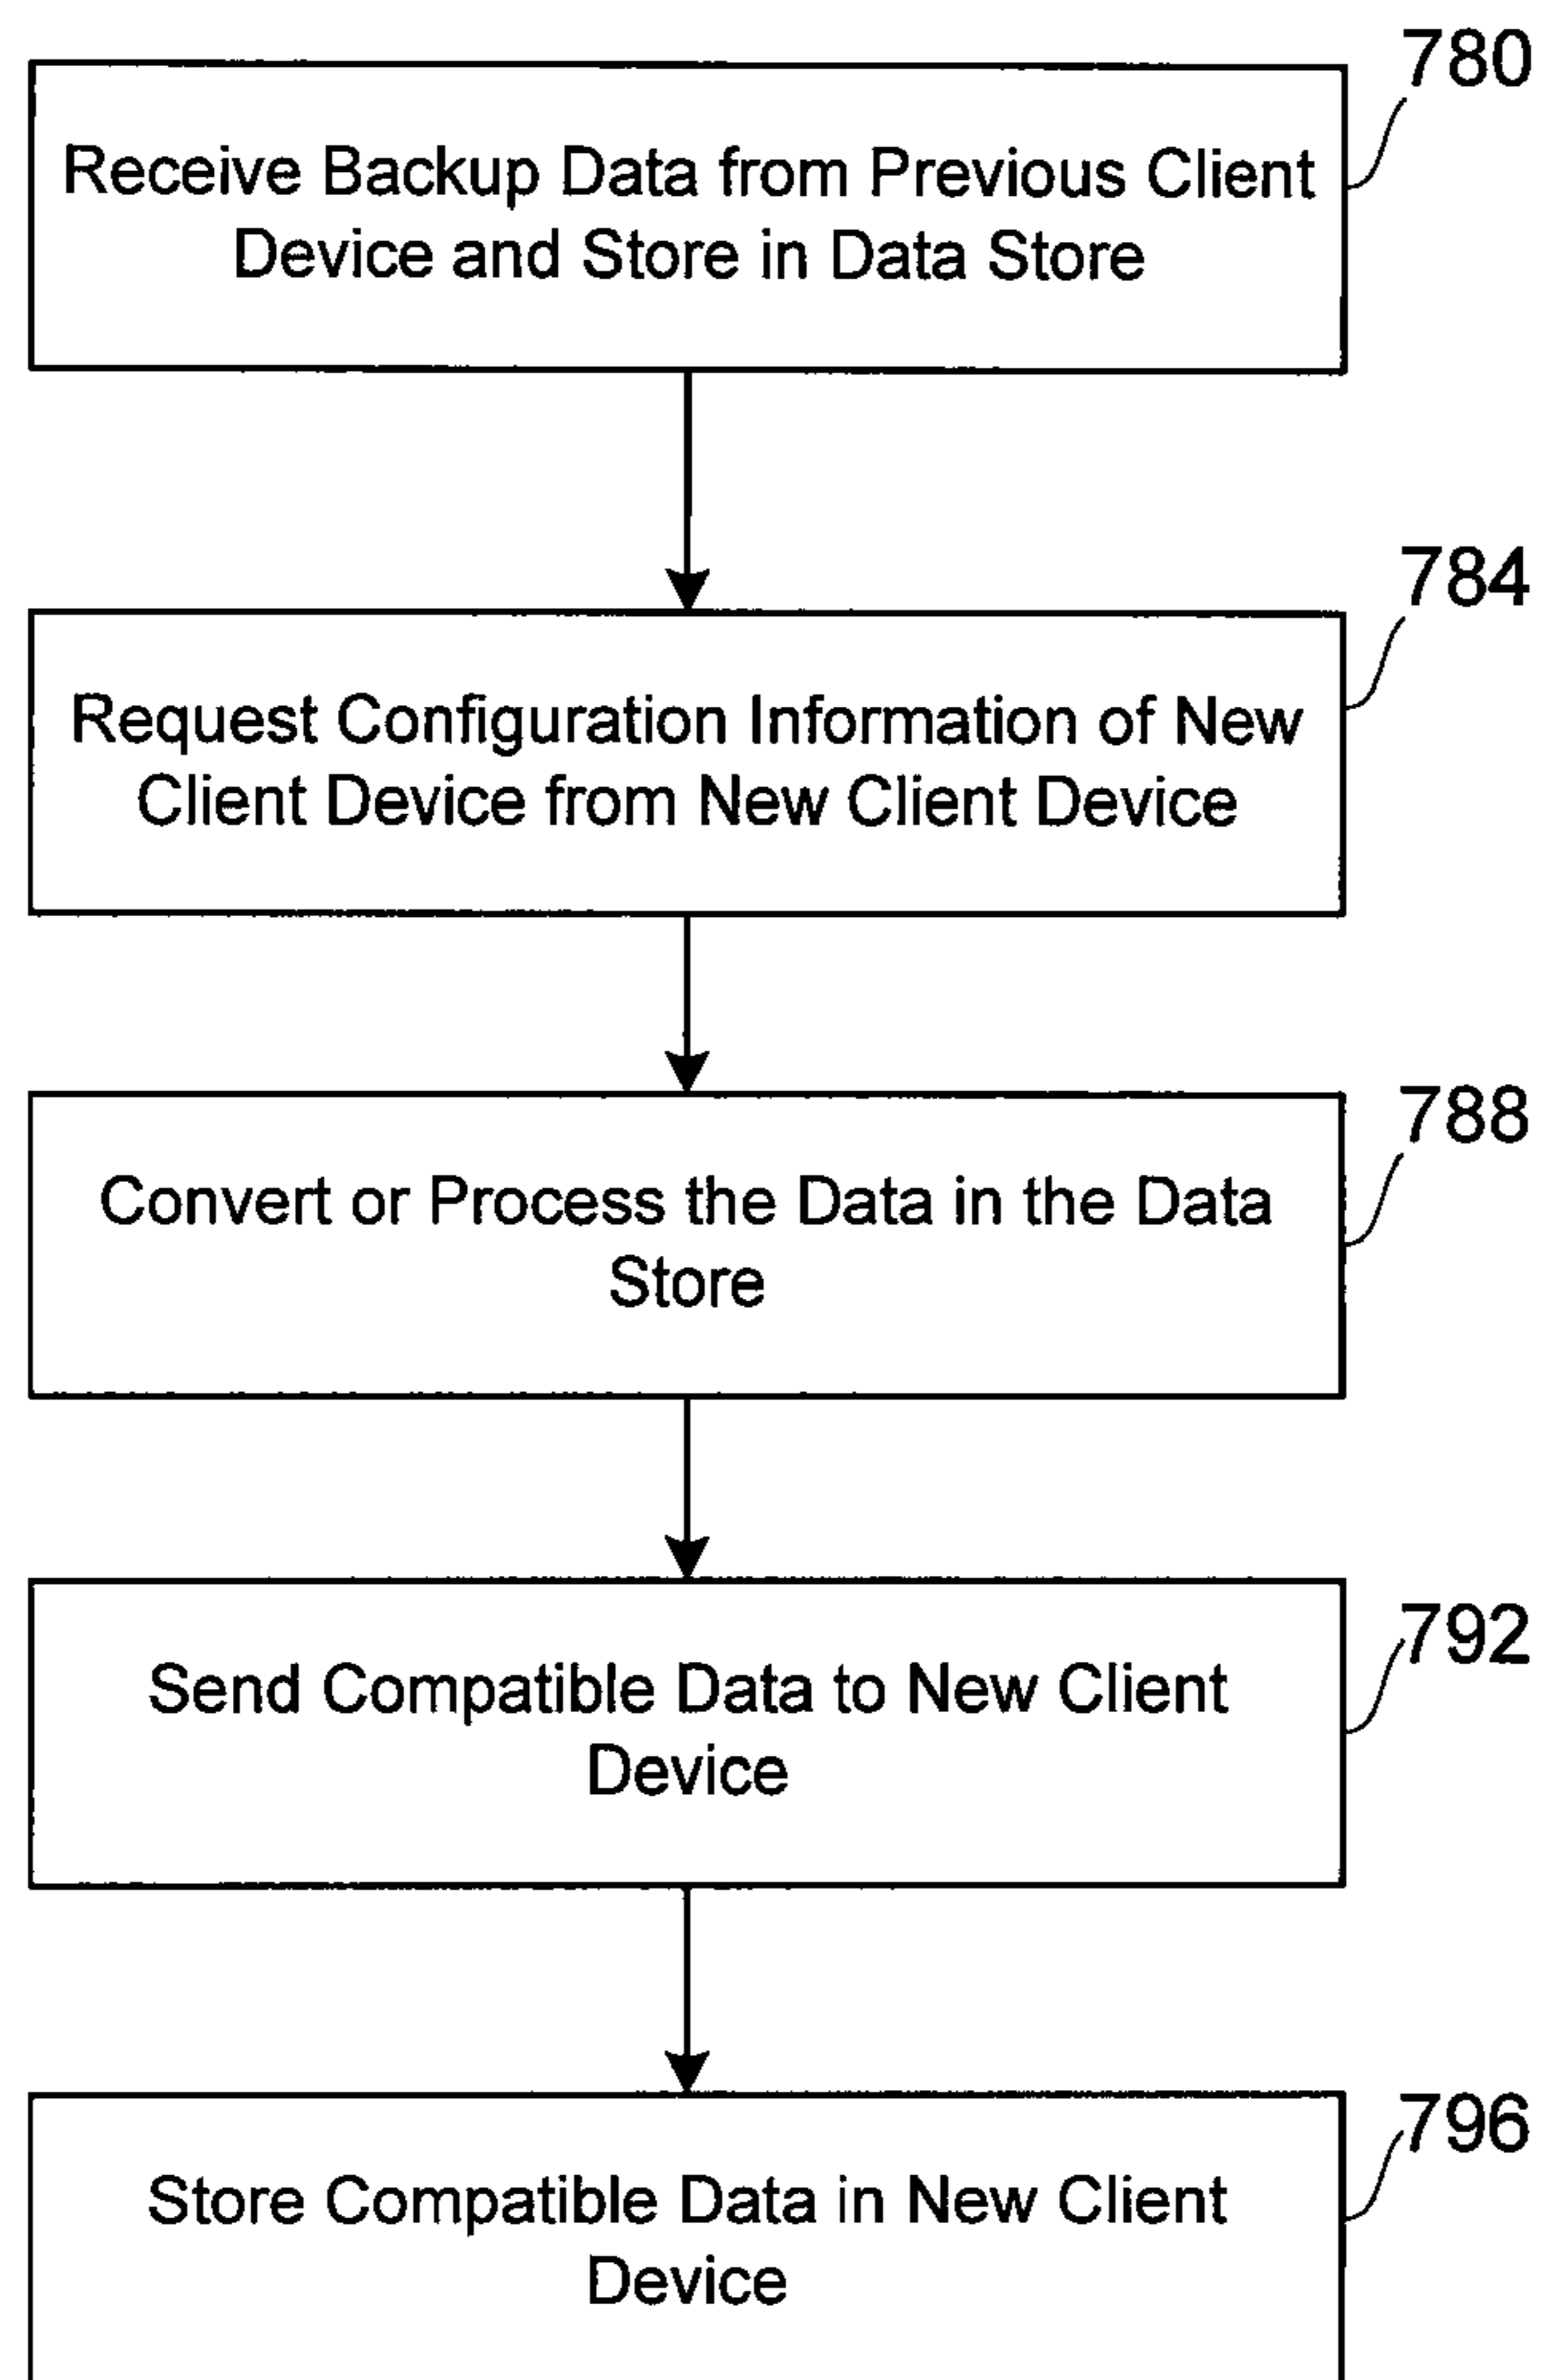 780
Receive Backup Data from Previous Client
Device and Store in Data Store
784
Request Configuration Information of New
Client Device from New Client Device
788
Convert or Process the Data in the Data
Store
792
Send Compatible Data to New Client
Device
796
Store Compatible Data in New Client
Device